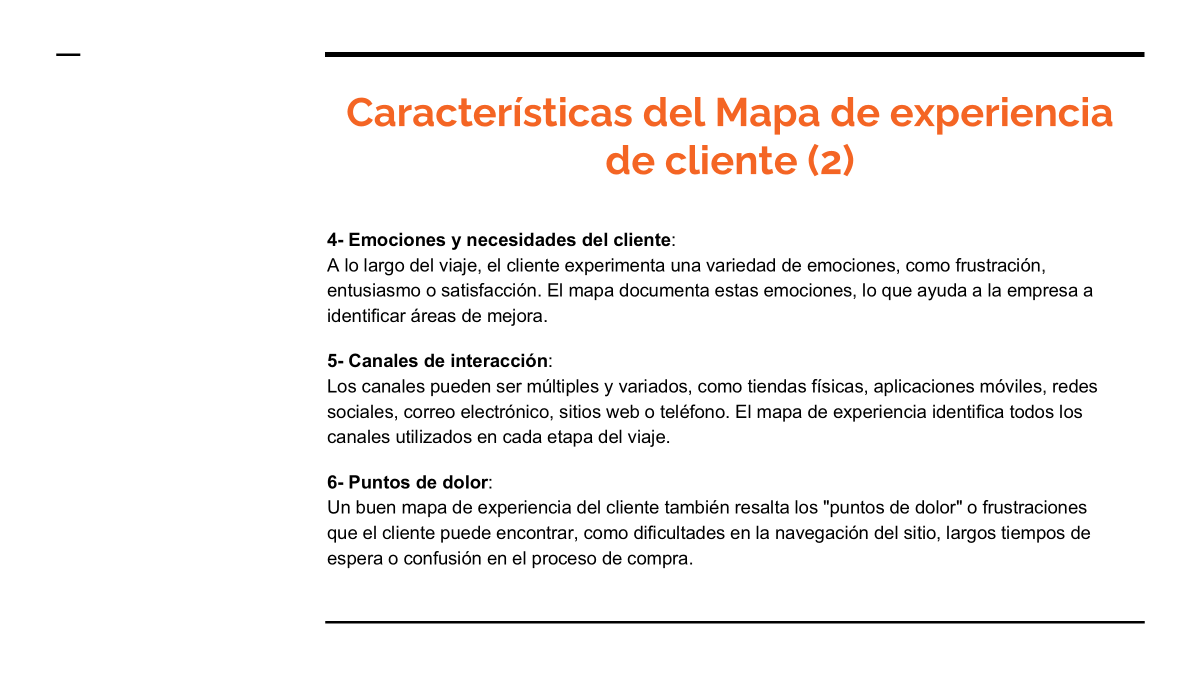 Características del Mapa de experiencia
de cliente (2)
4- Emociones y necesidades del cliente:
A lo largo del viaje, el cliente experimenta una variedad de emociones, como frustración,
entusiasmo o satisfacción. El mapa documenta estas emociones, lo que ayuda a la empresa a
identificar áreas de mejora.
5- Canales de interacción:
Los canales pueden ser múltiples y variados, como tiendas físicas, aplicaciones móviles, redes
sociales, correo electrónico, sitios web o teléfono. El mapa de experiencia identifica todos los
canales utilizados en cada etapa del viaje.
6- Puntos de dolor:
Un buen mapa de experiencia del cliente también resalta los "puntos de dolor" o frustraciones
que el cliente puede encontrar, como dificultades en la navegación del sitio, largos tiempos de
espera o confusión en el proceso de compra.